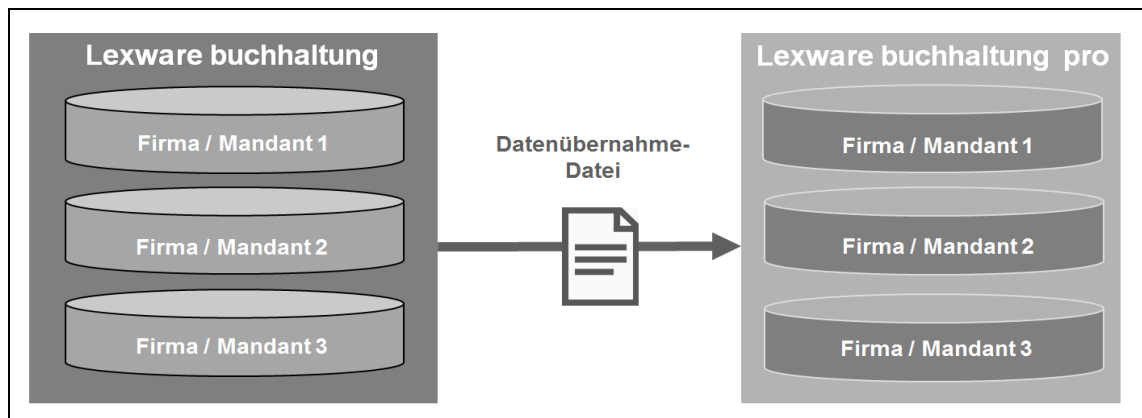 Lexware buchhaltung
Firma / Mandant 1
Firma / Mandant 2
Firma / Mandant 3
Datenübernahme-
Datei
Lexware buchhaltung pro
Firma / Mandant 1
Firma / Mandant 2
Firma / Mandant 3